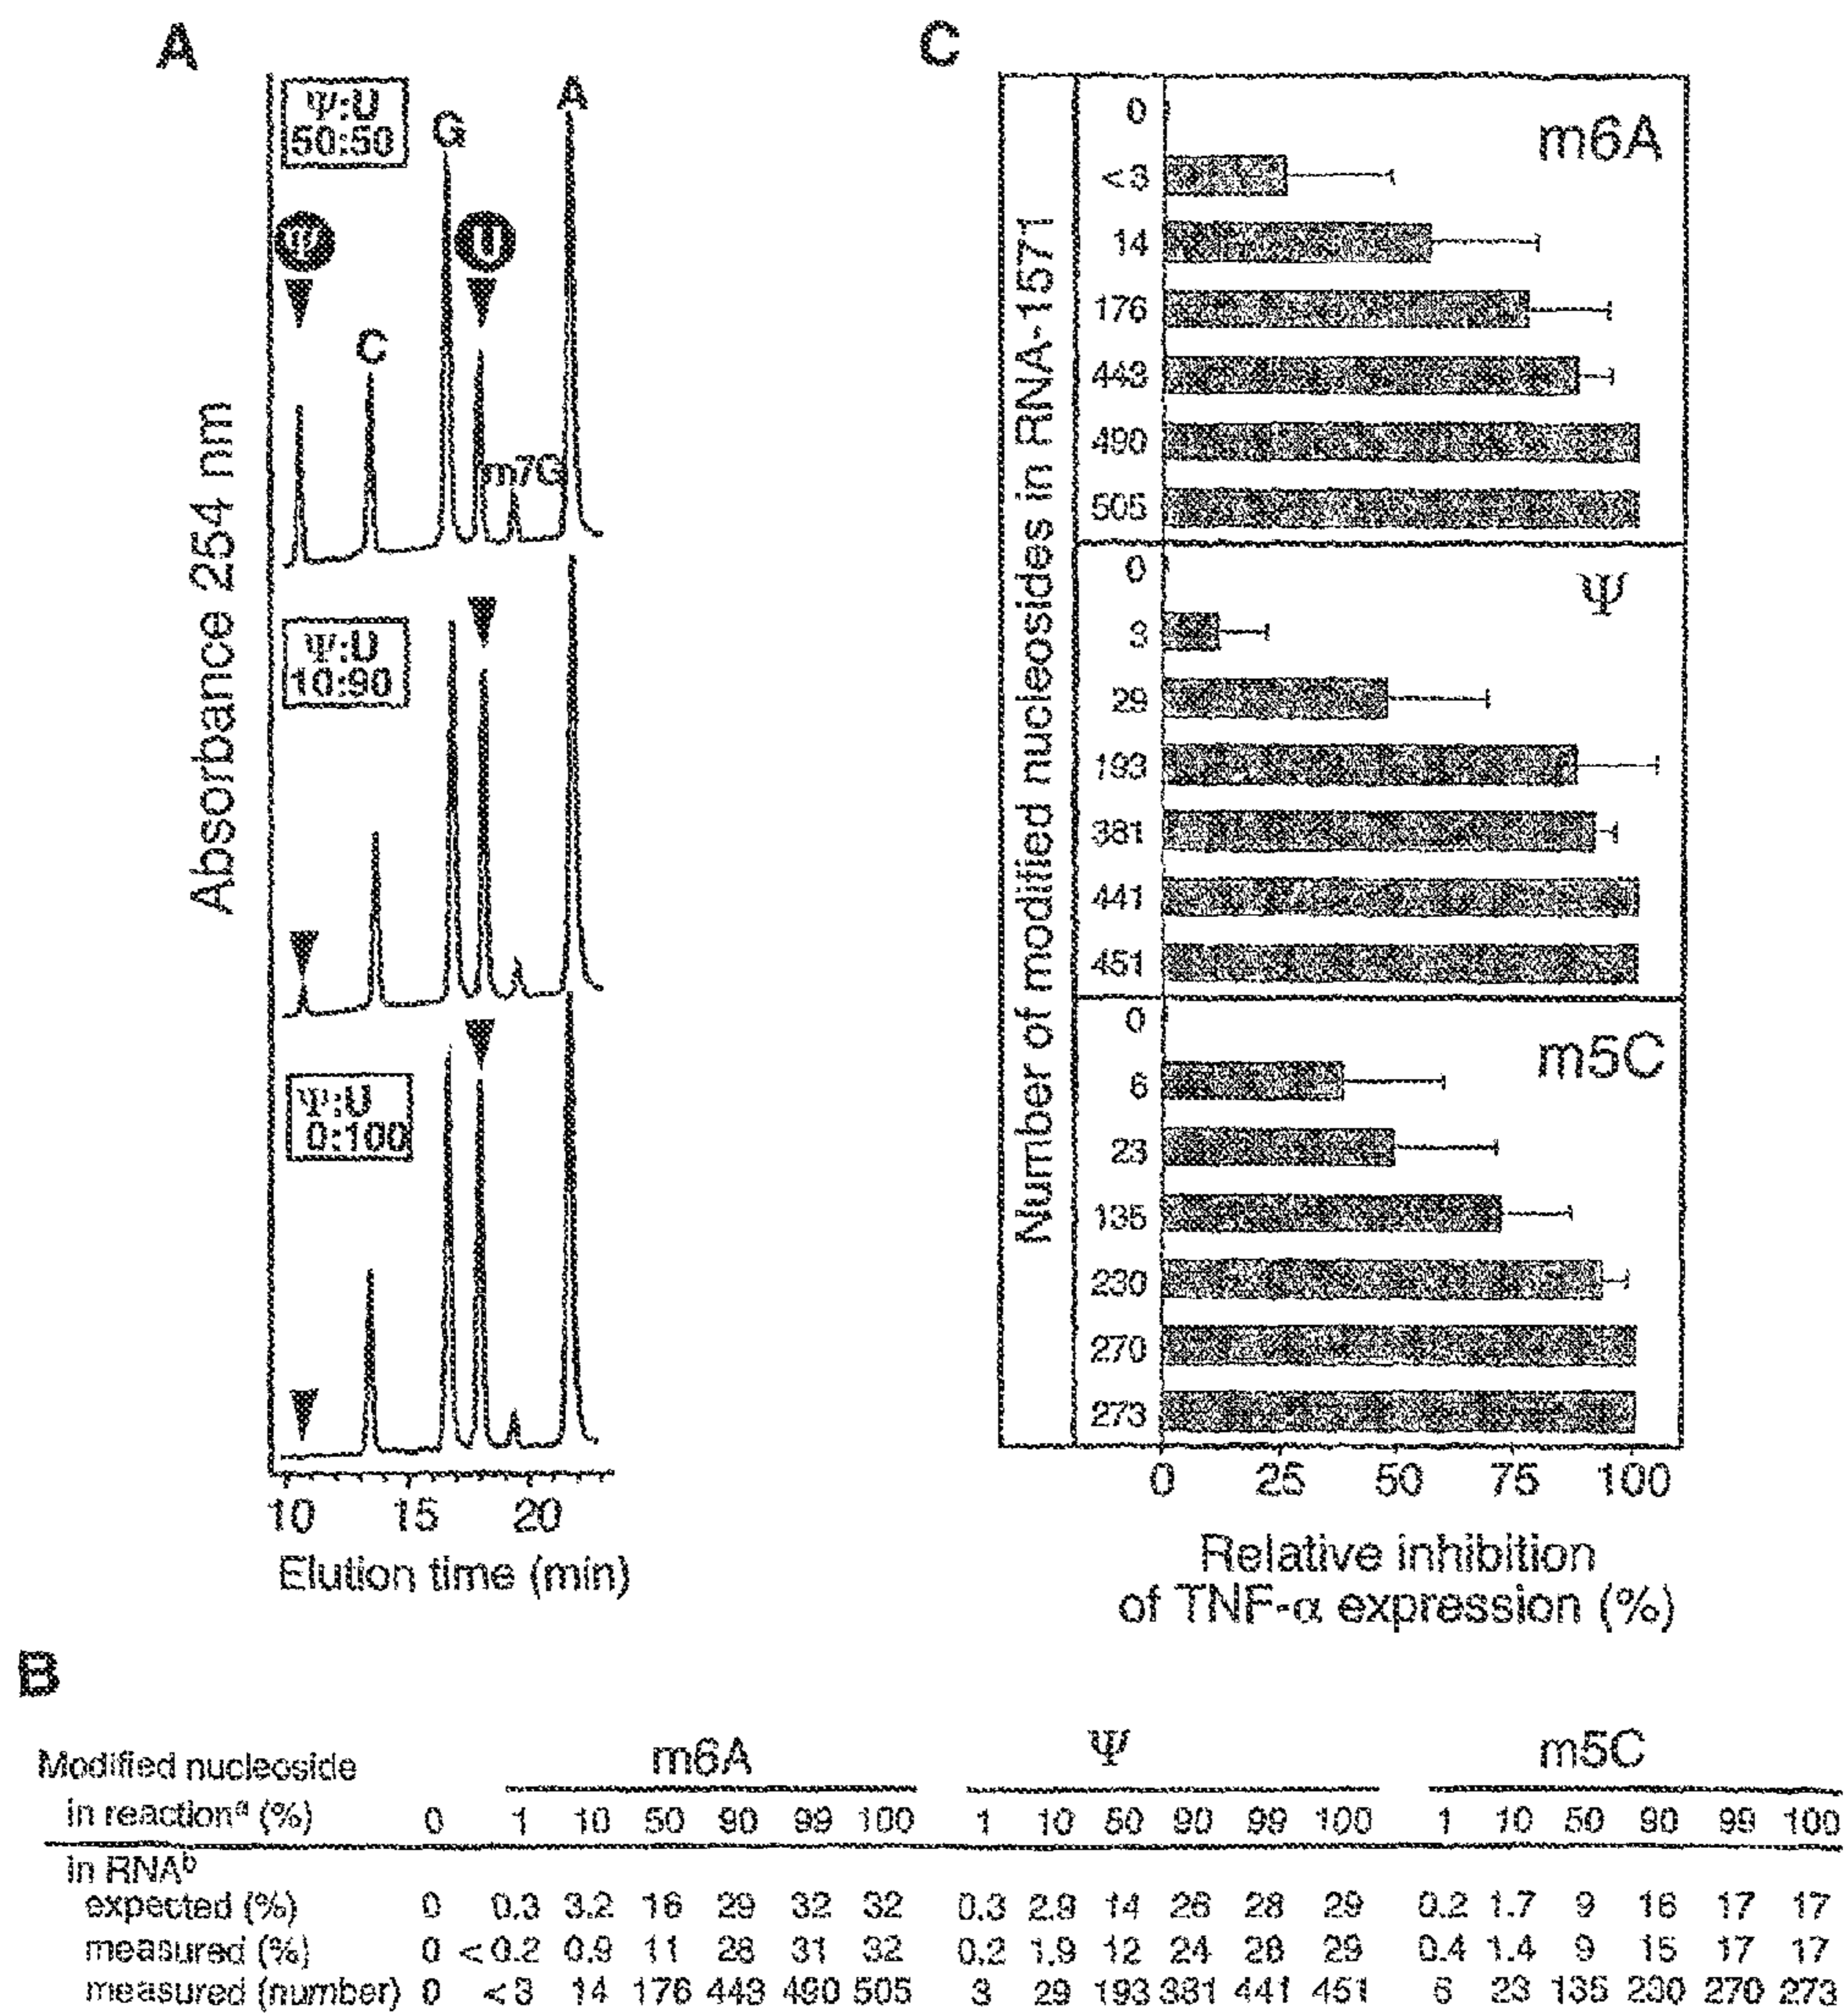 A
Ψ:U
50:50
Ψ
C
G
U
m7G
A
Ψ:U
10:90
Ψ:U
0:100
Absorbance 254 nm
10 15 20
Elution time (min)
C
Number of modified nucleosides in RNA-1571
m6A
0
<3
14
176
443
490
505
Ψ
0
3
29
193
381
441
451
m5C
0
6
23
135
230
270
273
0 25 50 75 100
Relative inhibition
of TNF-α expression (%)
B
Modified nucleoside m6A Ψ m5C
in reactionᵃ (%) 0 1 10 50 90 99 100 1 10 50 90 99 100 1 10 50 90 99 100
in RNAᵇ
expected (%) 0 0.3 3.2 16 29 32 32 0.3 2.9 14 26 28 29 0.2 1.7 9 16 17 17
measured (%) 0 <0.2 0.9 11 28 31 32 0.2 1.9 12 24 28 29 0.4 1.4 9 15 17 17
measured (number) 0 <3 14 176 443 490 505 3 29 193 381 441 451 6 23 135 230 270 273